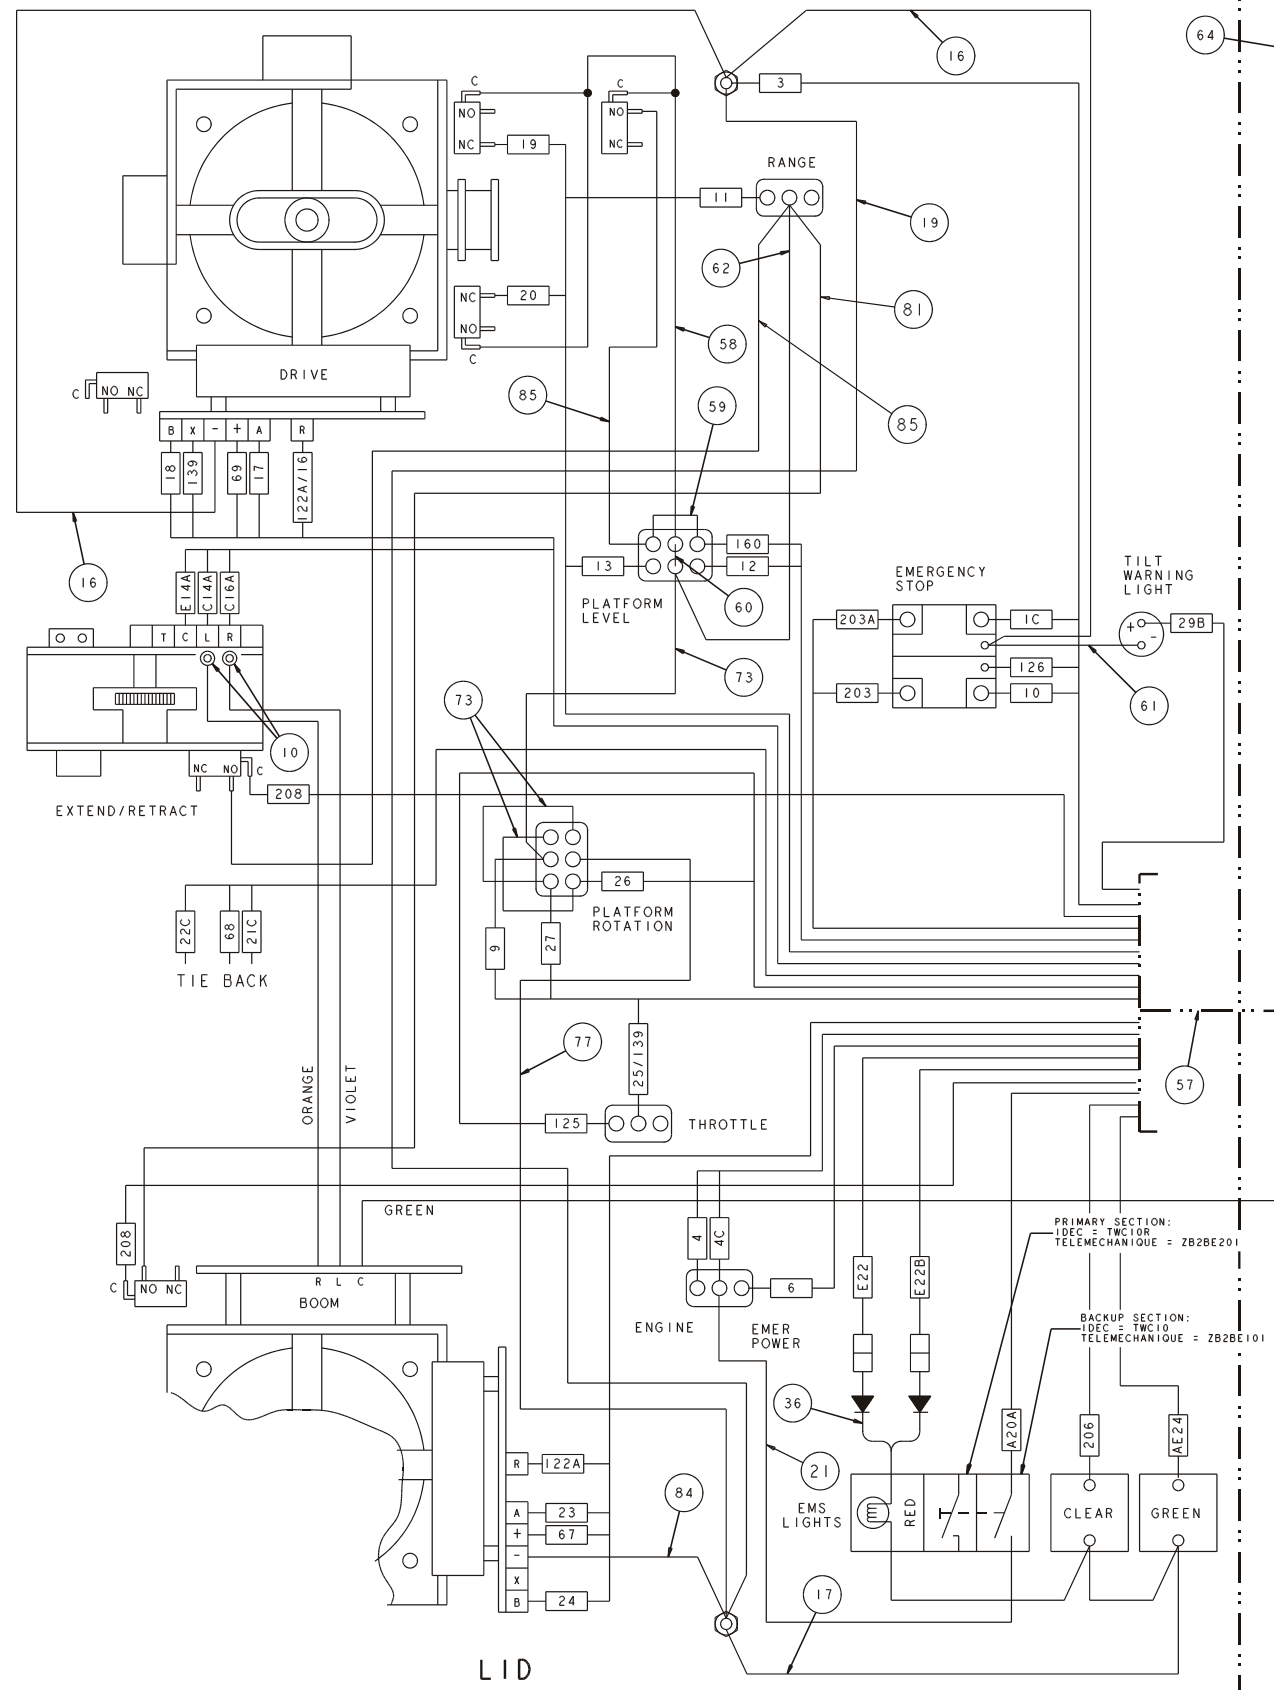 64
16
3
C
C
NO
NO
NC
19
NC
RANGE
11
19
62
NC
20
81
NO
58
C
DRIVE
C
NO NC
85
59
85
B X - + A R
18
139
69
17
122A/16
160
13
12
16
E14A
C14A
C16A
PLATFORM
LEVEL
60
EMERGENCY
STOP
TILT
WARNING
LIGHT
203A
1C
29B
+
-
T C L R
73
126
203
10
61
73
10
NC NO C
208
EXTEND/RETRACT
26
PLATFORM
ROTATION
22C
68
21C
9
27
TIE BACK
77
25/139
57
ORANGE
VIOLET
125
THROTTLE
GREEN
208
4
4C
PRIMARY SECTION:
IDEC = TWC10R
TELEMECHANIQUE = ZB2BE201
R L C
C
NO NC
BOOM
6
E22
E22B
ENGINE
EMER
POWER
BACKUP SECTION:
IDEC = TWC10
TELEMECHANIQUE = ZB2BE101
36
A20A
206
AE24
R
122A
21
84
EMS
LIGHTS
RED
CLEAR
GREEN
A
23
+
67
-
X
B
24
17
LID